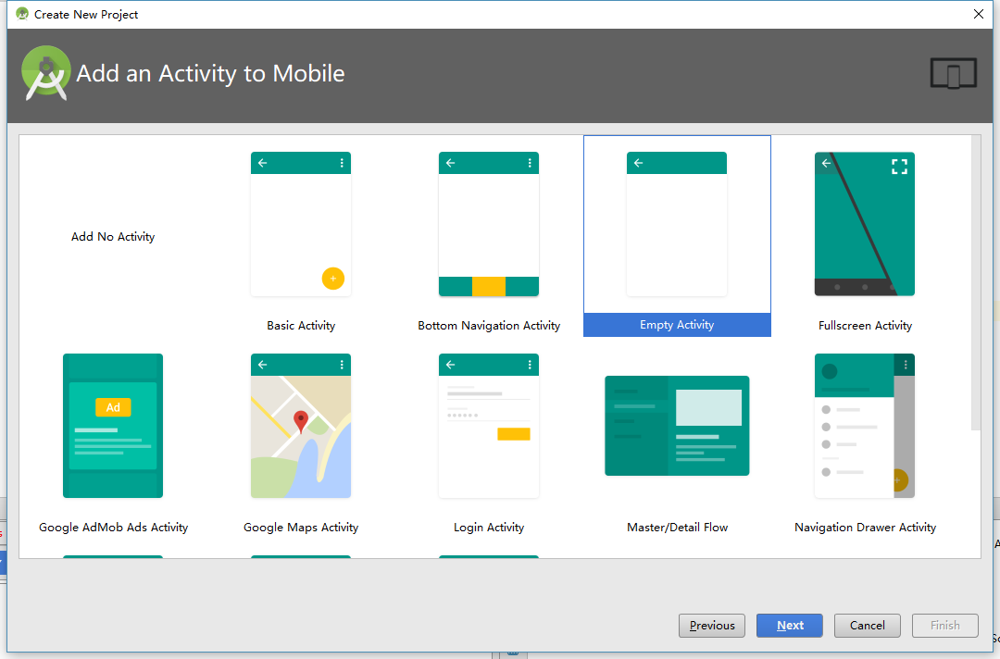 Create New Project
Add an Activity to Mobile
Add No Activity
Basic Activity
Bottom Navigation Activity
Empty Activity
Fullscreen Activity
Ad
Google AdMob Ads Activity
Google Maps Activity
Login Activity
Master/Detail Flow
Navigation Drawer Activity
Previous
Next
Cancel
Finish